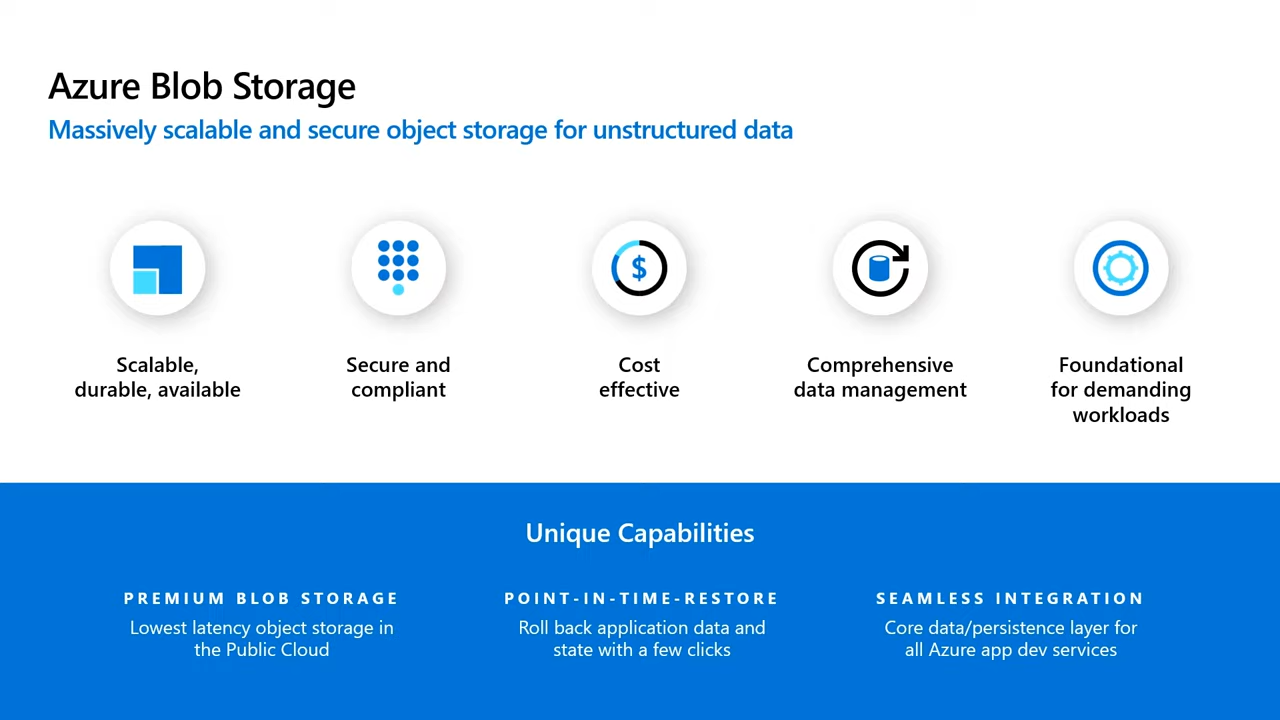 Azure Blob Storage
Massively scalable and secure object storage for unstructured data
$
Scalable,
durable, available
Secure and
compliant
Cost
effective
Comprehensive
data management
Foundational
for demanding
workloads
Unique Capabilities
PREMIUM BLOB STORAGE
Lowest latency object storage in
the Public Cloud
POINT-IN-TIME-RESTORE
Roll back application data and
state with a few clicks
SEAMLESS INTEGRATION
Core data/persistence layer for
all Azure app dev services